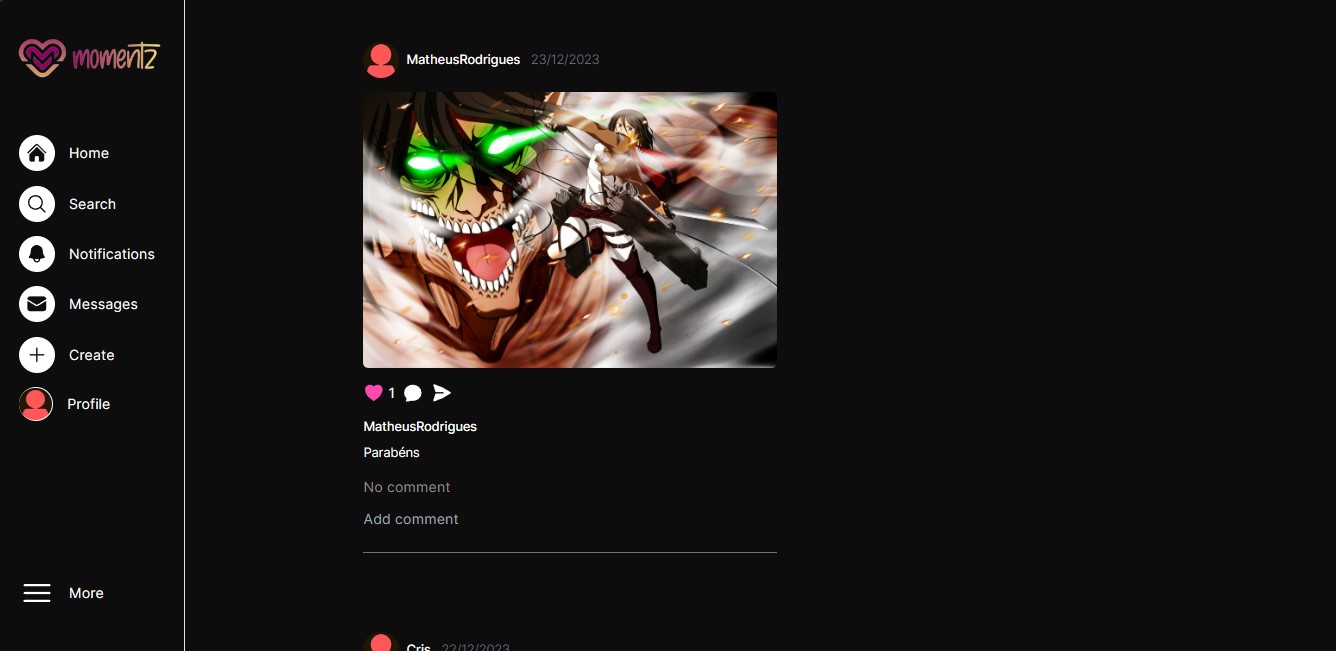 momentz
Home
Search
Notifications
Messages
Create
Profile
More
MatheusRodrigues 23/12/2023
1
MatheusRodrigues
Parabéns
No comment
Add comment
Cris 22/12/2023